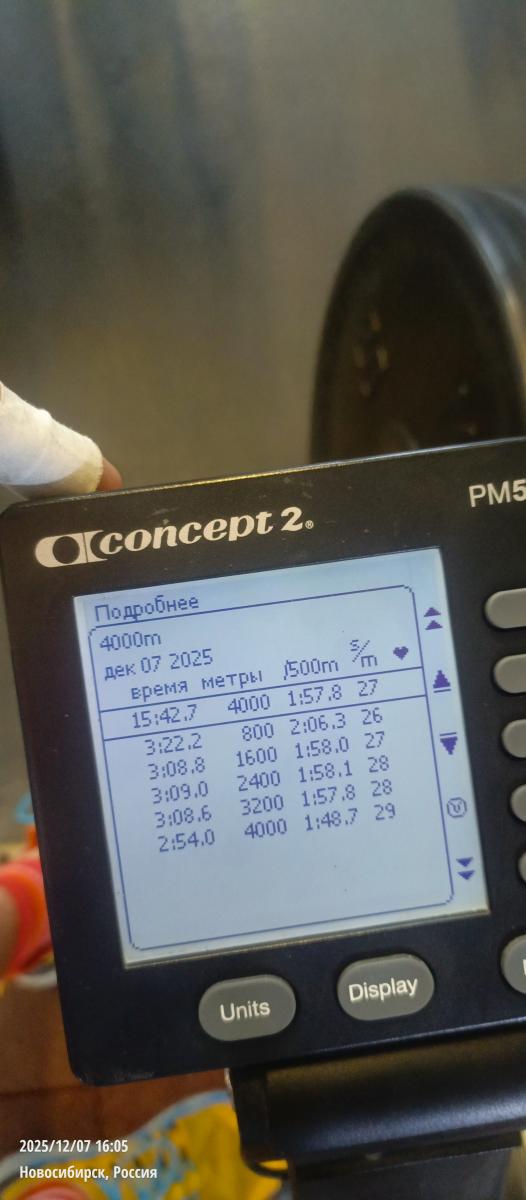 concept 2®
PM5
Подробнее
4000m
дек 07 2025
время метры /500m s/m
15:42.7 4000 1:57.8 27
3:22.2 800 2:06.3 26
3:08.8 1600 1:58.0 27
3:09.0 2400 1:58.1 28
3:08.6 3200 1:57.8 28
2:54.0 4000 1:48.7 29
Units
Display
2025/12/07 16:05
Новосибирск, Россия